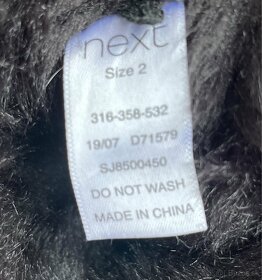 next
Size 2
316-358-532
19/07 D71579
SJ8500450
DO NOT WASH
MADE IN CHINA